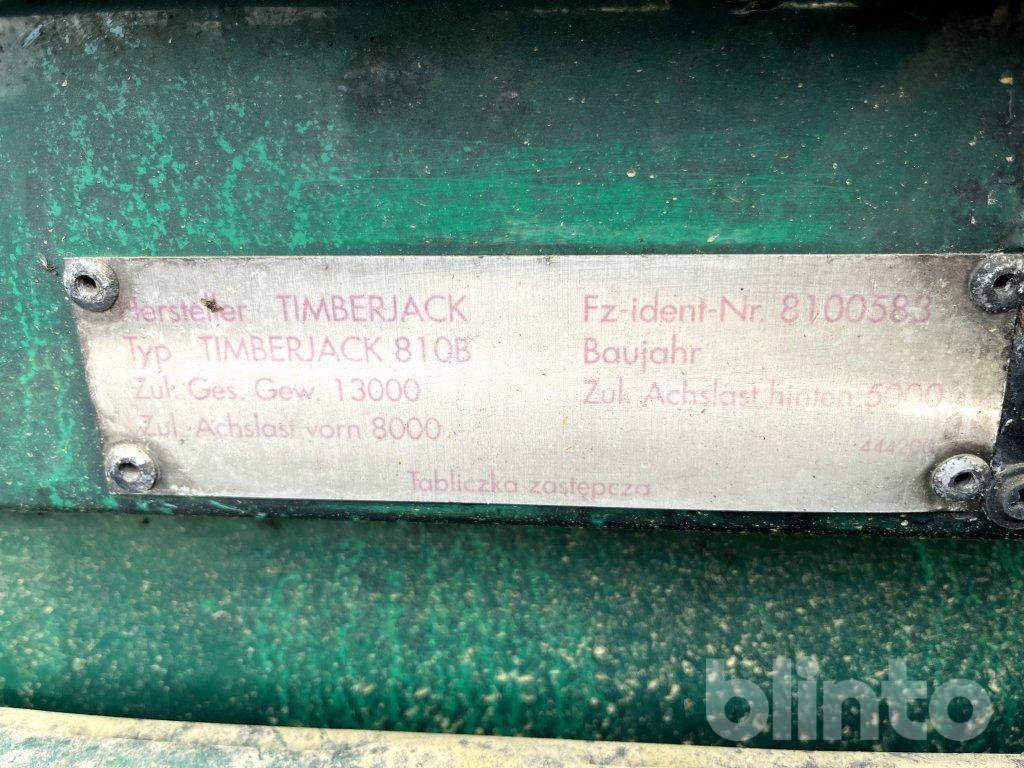 Hersteller TIMBERJACK
Fz-ident-Nr. 8100583
Typ TIMBERJACK 810B
Baujahr
Zul. Ges. Gew. 13000
Zul. Achslast hinten 5000
Zul. Achslast vorn 8000
Tabliczka zastępcza
blinto